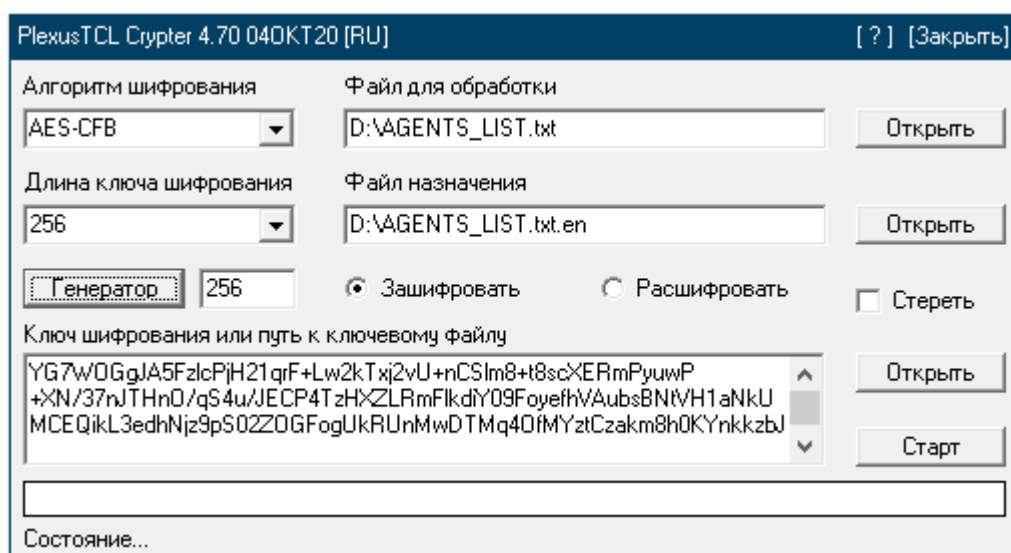 PlexusTCL Crypter 4.70 04OKT20 [RU] [ ? ] [Закрыть]
Алгоритм шифрования Файл для обработки
AES-CFB D:\AGENTS_LIST.txt Открыть
Длина ключа шифрования Файл назначения
256 D:\AGENTS_LIST.txt.en Открыть
Генератор 256 Зашифровать Расшифровать Стереть
Ключ шифрования или путь к ключевому файлу
YG7WOGgJA5FzlcPjH21qrF+Lw2kTxj2vU+nCSlm8+t8scXERmPyuwP
+XN/37nJTHnO/qS4u/JECP4TzHXZLRmFlkdiY09FoyefhVAubsBNtVH1aNkU
MCEQikL3edhNjz9pS02ZOGFogUkRUnMwDTMq4OfMYztCzakm8h0KYnkkzbJ
Открыть
Старт
Состояние...